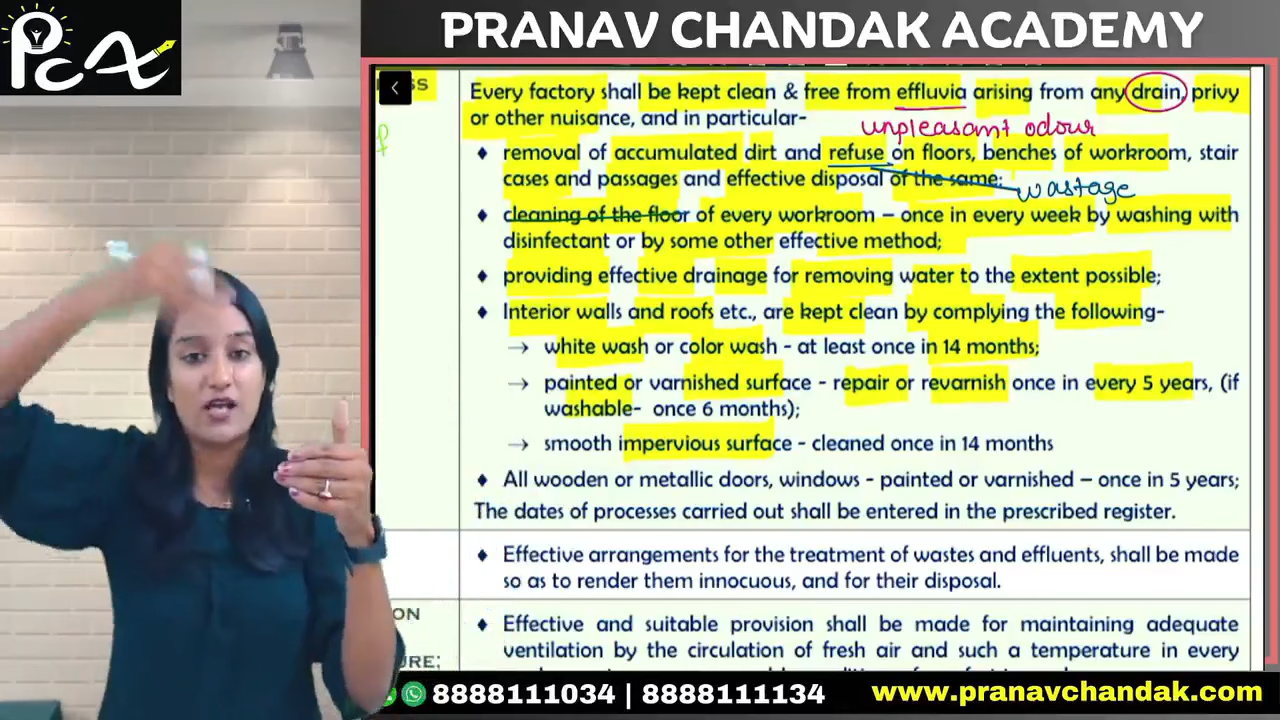 PCA
PRANAV CHANDAK ACADEMY
Every factory shall be kept clean & free from effluvia arising from any drain, privy
or other nuisance, and in particular-
unpleasant odour
♦ removal of accumulated dirt and refuse on floors, benches of workroom, stair
cases and passages and effective disposal of the same;
wastage
♦ cleaning of the floor of every workroom – once in every week by washing with
disinfectant or by some other effective method;
♦ providing effective drainage for removing water to the extent possible;
♦ Interior walls and roofs etc., are kept clean by complying the following-
→ white wash or color wash - at least once in 14 months;
→ painted or varnished surface - repair or revarnish once in every 5 years, (if
washable- once 6 months);
→ smooth impervious surface - cleaned once in 14 months
♦ All wooden or metallic doors, windows - painted or varnished – once in 5 years;
The dates of processes carried out shall be entered in the prescribed register.
♦ Effective arrangements for the treatment of wastes and effluents, shall be made
so as to render them innocuous, and for their disposal.
ON
URE;
♦ Effective and suitable provision shall be made for maintaining adequate
ventilation by the circulation of fresh air and such a temperature in every
8888111034 | 8888111134
www.pranavchandak.com